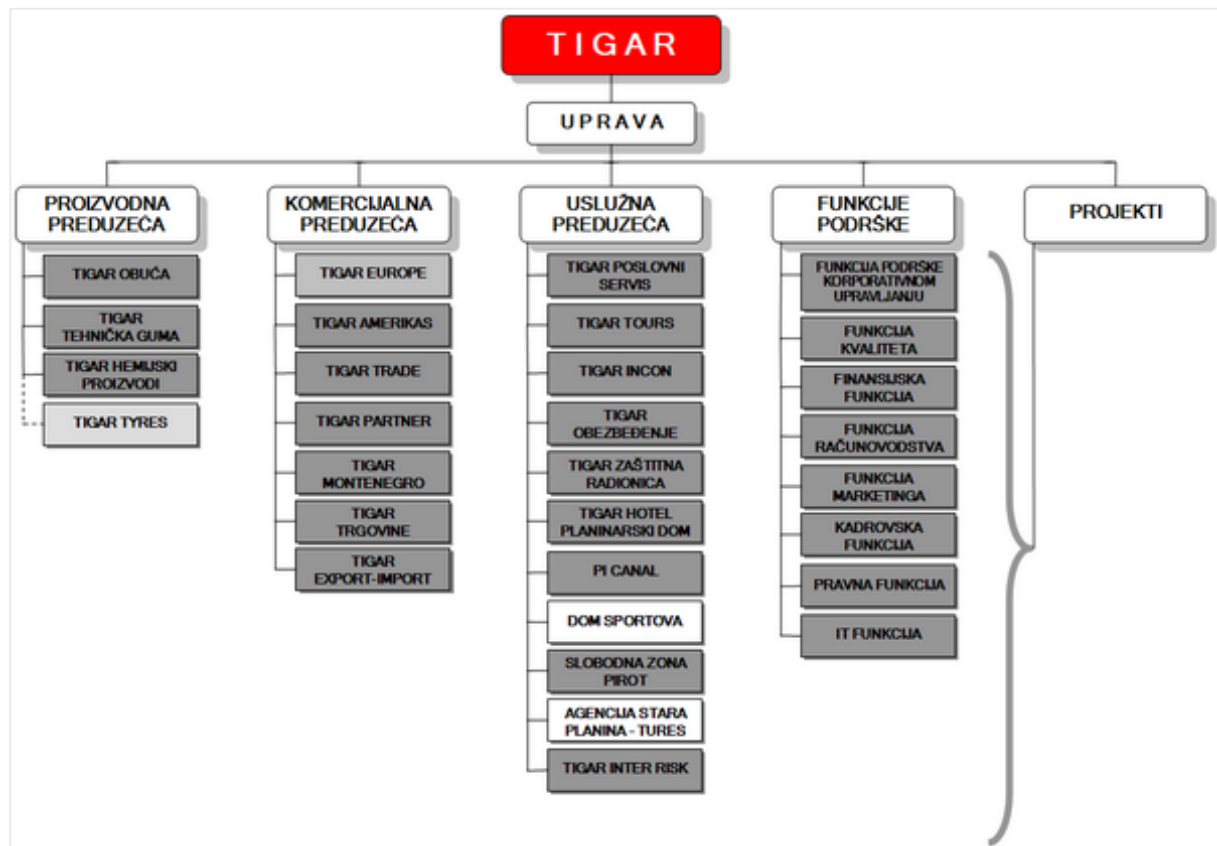 TIGAR
UPRAVA
PROIZVODNA
PREDUZEĆA
TIGAR OBUĆA
TIGAR
TEHNIČKA GUMA
TIGAR HEMIJSKI
PROIZVODI
TIGAR TYRES
KOMERCIJALNA
PREDUZEĆA
TIGAR EUROPE
TIGAR AMERIKAS
TIGAR TRADE
TIGAR PARTNER
TIGAR
MONTENEGRO
TIGAR
TRGOVINE
TIGAR
EXPORT-IMPORT
USLUŽNA
PREDUZEĆA
TIGAR POSLOVNI
SERVIS
TIGAR TOURS
TIGAR INCON
TIGAR
OBEZBEĐENJE
TIGAR ZAŠTITNA
RADIONICA
TIGAR HOTEL
PLANINARSKI DOM
PI CANAL
DOM SPORTOVA
SLOBODNA ZONA
PIROT
AGENCIJA STARA
PLANINA - TURES
TIGAR INTER RISK
FUNKCIJE
PODRŠKE
FUNKCIJA PODRŠKE
KORPORATIVNOM
UPRAVLJANJU
FUNKCIJA
KVALITETA
FINANSIJSKA
FUNKCIJA
FUNKCIJA
RAČUNOVODSTVA
FUNKCIJA
MARKETINGA
KADROVSKA
FUNKCIJA
PRAVNA FUNKCIJA
IT FUNKCIJA
PROJEKTI